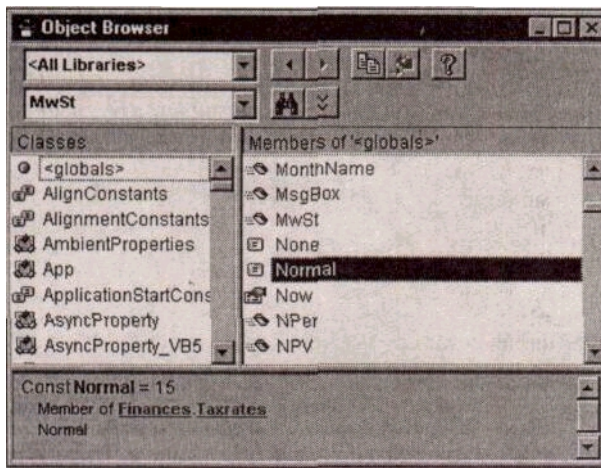 Object Browser
<All Libraries>
MwSt
Classes
Members of '<globals>'
<globals>
AlignConstants
AlignmentConstants
AmbientProperties
App
ApplicationStartCons
AsyncProperty
AsyncProperty_VB5
MonthName
MsgBox
MwSt
None
Normal
Now
NPer
NPV
Const Normal = 15
Member of Finances.Taxrates
Normal